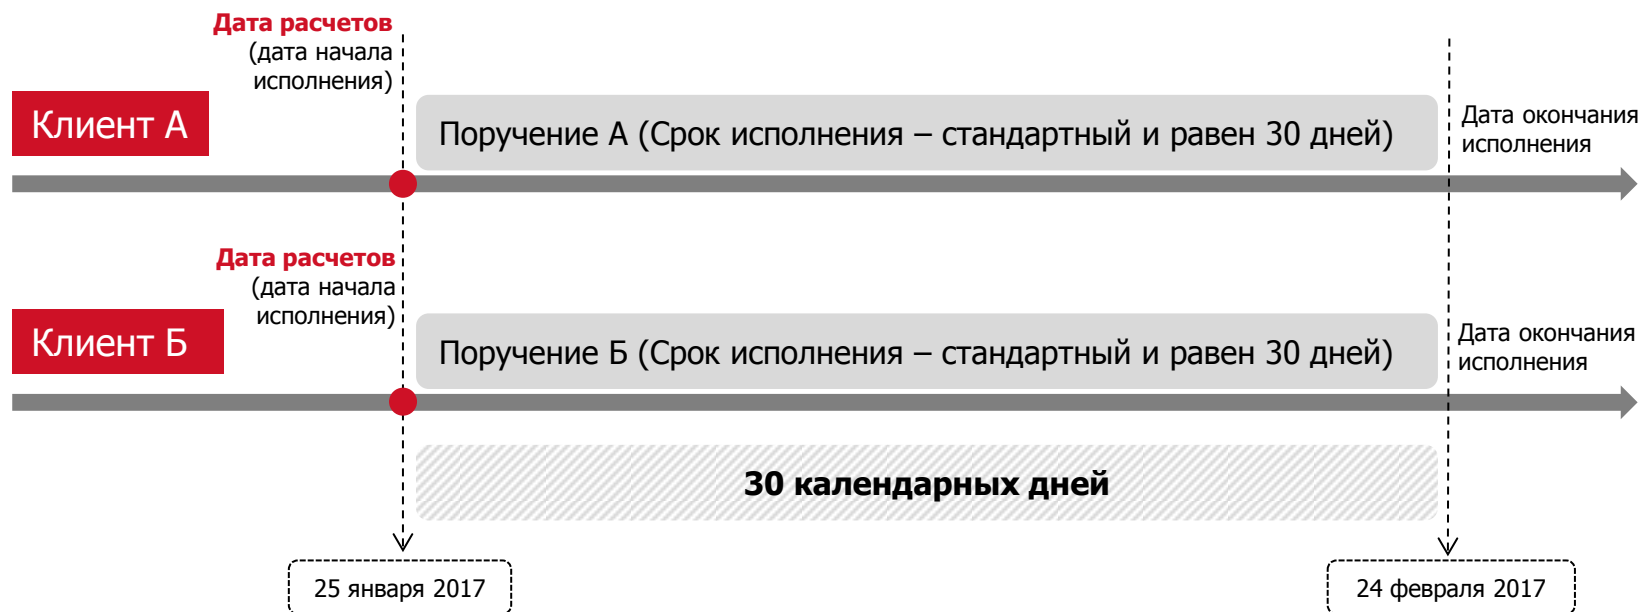 Дата расчетов
(дата начала
исполнения)
Клиент А
Поручение А (Срок исполнения – стандартный и равен 30 дней)
Дата окончания
исполнения
Дата расчетов
(дата начала
исполнения)
Клиент Б
Поручение Б (Срок исполнения – стандартный и равен 30 дней)
Дата окончания
исполнения
30 календарных дней
25 января 2017
24 февраля 2017